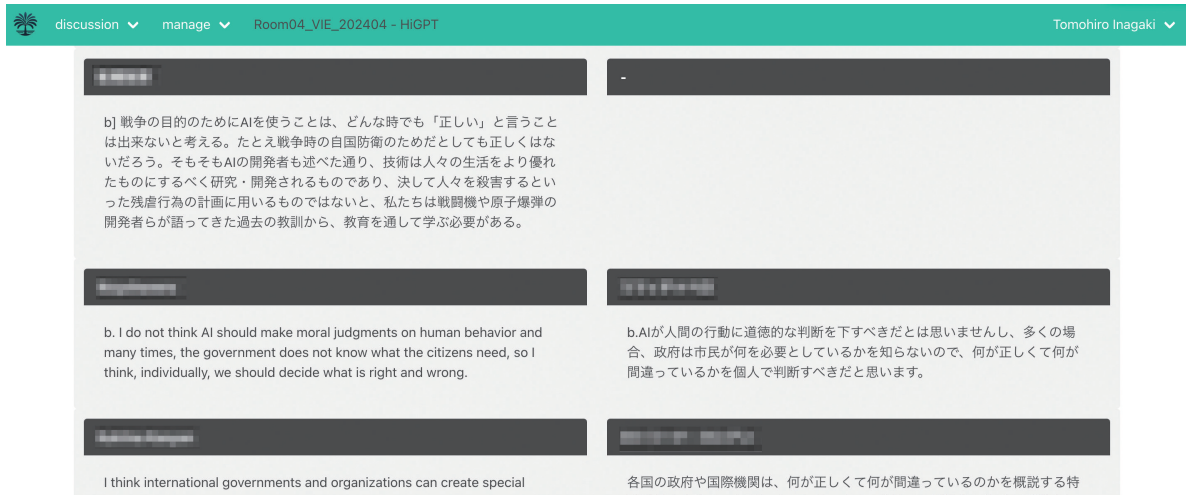 discussion manage Room04_VIE_202404 - HiGPT Tomohiro Inagaki
-
b] 戦争の目的のためにAIを使うことは、どんな時でも「正しい」と言うこと
は出来ないと考える。たとえ戦争時の自国防衛のためだとしても正しくはな
いだろう。そもそもAIの開発者も述べた通り、技術は人々の生活をより優れ
たものにするべく研究・開発されるものであり、決して人々を殺害するとい
った残虐行為の計画に用いるものではないと、私たちは戦闘機や原子爆弾の
開発者らが語ってきた過去の教訓から、教育を通して学ぶ必要がある。
b. I do not think AI should make moral judgments on human behavior and
many times, the government does not know what the citizens need, so I
think, individually, we should decide what is right and wrong.
b.AIが人間の行動に道徳的な判断を下すべきだとは思いませんし、多くの場
合、政府は市民が何を必要としているかを知らないので、何が正しくて何が
間違っているかを個人で判断すべきだと思います。
I think international governments and organizations can create special
各国の政府や国際機関は、何が正しくて何が間違っているのかを概説する特